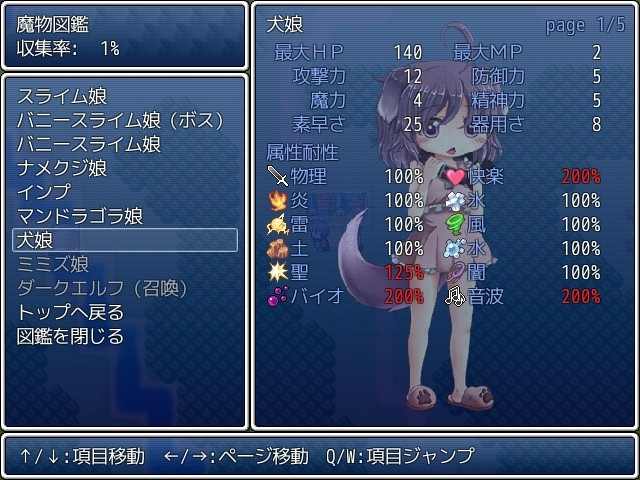 魔物図鑑
収集率: 1%
スライム娘
バニースライム娘(ボス)
バニースライム娘
ナメクジ娘
インプ
マンドラゴラ娘
犬娘
ミミズ娘
ダークエルフ(召喚)
トップへ戻る
図鑑を閉じる
犬娘 page 1/5
最大HP 140 最大MP 2
攻撃力 12 防御力 5
魔力 4 精神力 5
素早さ 25 器用さ 8
属性耐性
物理 100% 快楽 200%
炎 100% 氷 100%
雷 100% 風 100%
土 100% 水 100%
聖 125% 闇 100%
バイオ 200% 音波 200%
↑/↓:項目移動 ←/→:ページ移動 Q/W:項目ジャンプ